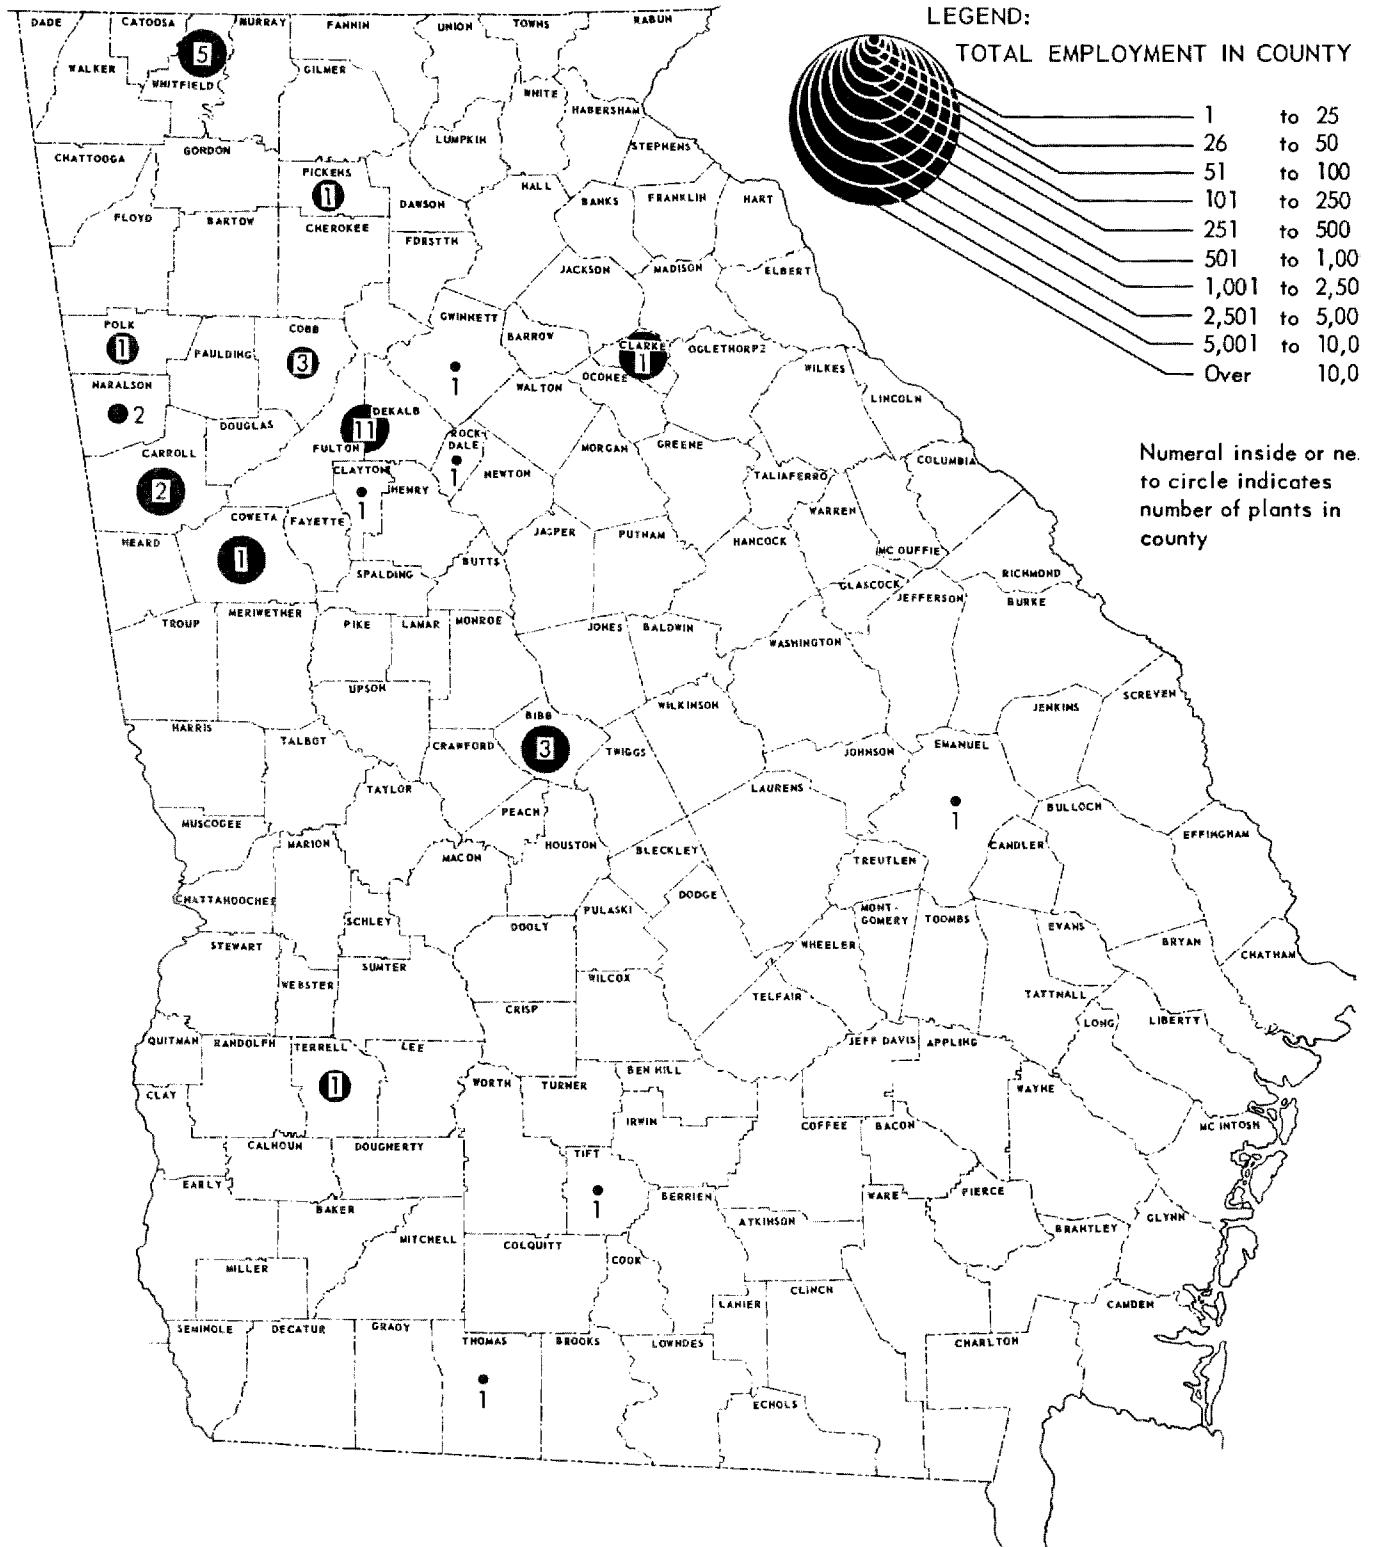 LEGEND:
TOTAL EMPLOYMENT IN COUNTY
1 to 25
26 to 50
51 to 100
101 to 250
251 to 500
501 to 1,00
1,001 to 2,50
2,501 to 5,00
5,001 to 10,0
Over 10,0
Numeral inside or ne
to circle indicates
number of plants in
county
DADE
CATOOSA
MURRAY
FANNIN
UNION
TOWNS
RABUN
5
WALKER
WHITFIELD
GILMER
WHITE
HABERSHAM
LUMPKIN
STEPHENS
CHATTOOGA
GORDON
PICKENS
1
HALL
BANKS
FRANKLIN
HART
FLOYD
BARTOW
CHEROKEE
DAWSON
FORSYTH
JACKSON
MADISON
ELBERT
POLK
1
PAULDING
COBB
3
GWINNETT
1
BARROW
CLARKE
1
OGLETHORPE
WILKES
LINCOLN
HARALSON
2
DOUGLAS
DEKALB
11
FULTON
WALTON
OCONEE
CARROLL
2
CLAYTON
1
HENRY
ROCK-
DALE
1
NEWTON
MORGAN
GREENE
TALIAFERRO
COLUMBIA
WARREN
MC DUFFIE
COWETA
1
FAYETTE
HEARD
SPALDING
BUTTS
JASPER
PUTNAM
HANCOCK
GLASCOCK
JEFFERSON
RICHMOND
BURKE
TROUP
MERIWETHER
PIKE
LAMAR
MONROE
JONES
BALDWIN
WASHINGTON
UPSON
WILKINSON
JENKINS
SCREVEN
HARRIS
TALBOT
CRAWFORD
BIBB
3
TWIGGS
JOHNSON
EMANUEL
1
TAYLOR
PEACH
LAURENS
BULLOCH
EFFINGHAM
MUSCOGEE
MARION
MACON
HOUSTON
BLECKLEY
TREUTLEN
CANDLER
CHATTAHOOCHEE
SCHLEY
DOOLY
PULASKI
DODGE
MONT-
GOMERY
TOOMBS
EVANS
BRYAN
CHATHAM
STEWART
WEBSTER
SUMTER
WILCOX
WHEELER
TELFAIR
TATTNALL
LONG
LIBERTY
CRISP
QUITMAN
RANDOLPH
TERRELL
1
LEE
WORTH
TURNER
BEN HILL
JEFF DAVIS
APPLING
WAYNE
CLAY
IRWIN
COFFEE
BACON
MC INTOSH
CALHOUN
DOUGHERTY
TIFT
1
EARLY
BAKER
BERRIEN
WARE
PIERCE
ATKINSON
BRANTLEY
GLYNN
MITCHELL
COLQUITT
COOK
MILLER
LANIER
CLINCH
CAMDEN
SEMINOLE
DECATUR
GRADY
THOMAS
1
BROOKS
LOWNDES
CHARLTON
ECHOLS